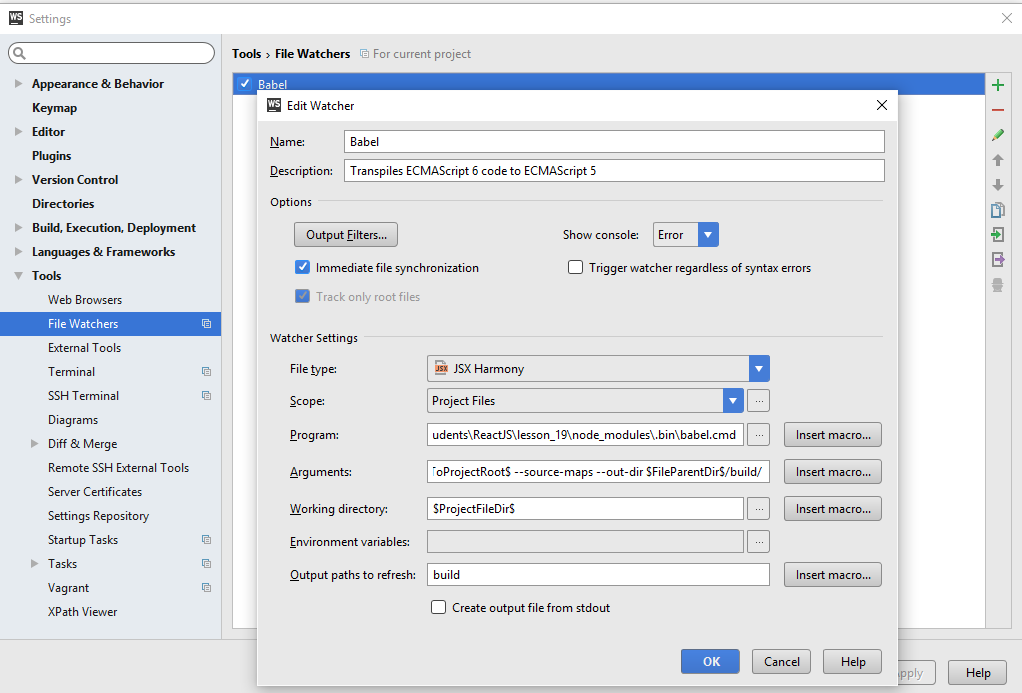 WS Settings
Tools › File Watchers For current project
Appearance & Behavior
Keymap
Editor
Plugins
Version Control
Directories
Build, Execution, Deployment
Languages & Frameworks
Tools
Web Browsers
File Watchers
External Tools
Terminal
SSH Terminal
Diagrams
Diff & Merge
Remote SSH External Tools
Server Certificates
Settings Repository
Startup Tasks
Tasks
Vagrant
XPath Viewer
Babel
WS Edit Watcher
Name: Babel
Description: Transpiles ECMAScript 6 code to ECMAScript 5
Options
Output Filters... Show console: Error
Immediate file synchronization Trigger watcher regardless of syntax errors
Track only root files
Watcher Settings
File type: JSX JSX Harmony
Scope: Project Files ...
Program: udents\ReactJS\lesson_19\node_modules\.bin\babel.cmd ... Insert macro...
Arguments: ToProjectRoot$ --source-maps --out-dir $FileParentDir$/build/ Insert macro...
Working directory: $ProjectFileDir$ ... Insert macro...
Environment variables: ...
Output paths to refresh: build Insert macro...
Create output file from stdout
OK Cancel Help
pply Help